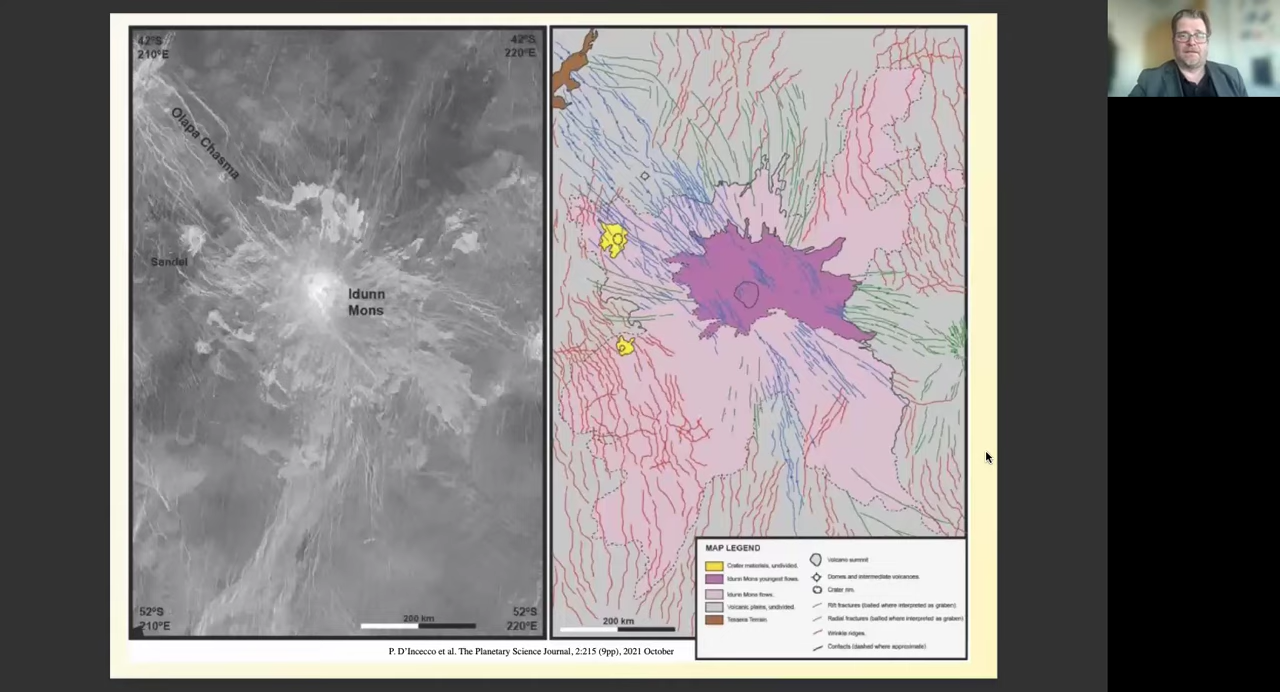 42°S
210°E
42°S
220°E
Olapa Chasma
Sandel
Idunn
Mons
52°S
210°E
200 km
52°S
220°E
200 km
MAP LEGEND
Crater materials, undivided.
Idunn Mons youngest flows.
Idunn Mons flows.
Volcanic plains, undivided.
Tessera Terrain.
Volcano summit
Domes and intermediate volcanoes.
Crater rim.
Rift fractures (balled where interpreted as graben)
Radial fractures (balled where interpreted as graben)
Wrinkle ridges.
Contacts (dashed where approximate)
P. D'Incecco et al. The Planetary Science Journal, 2:215 (9pp), 2021 October